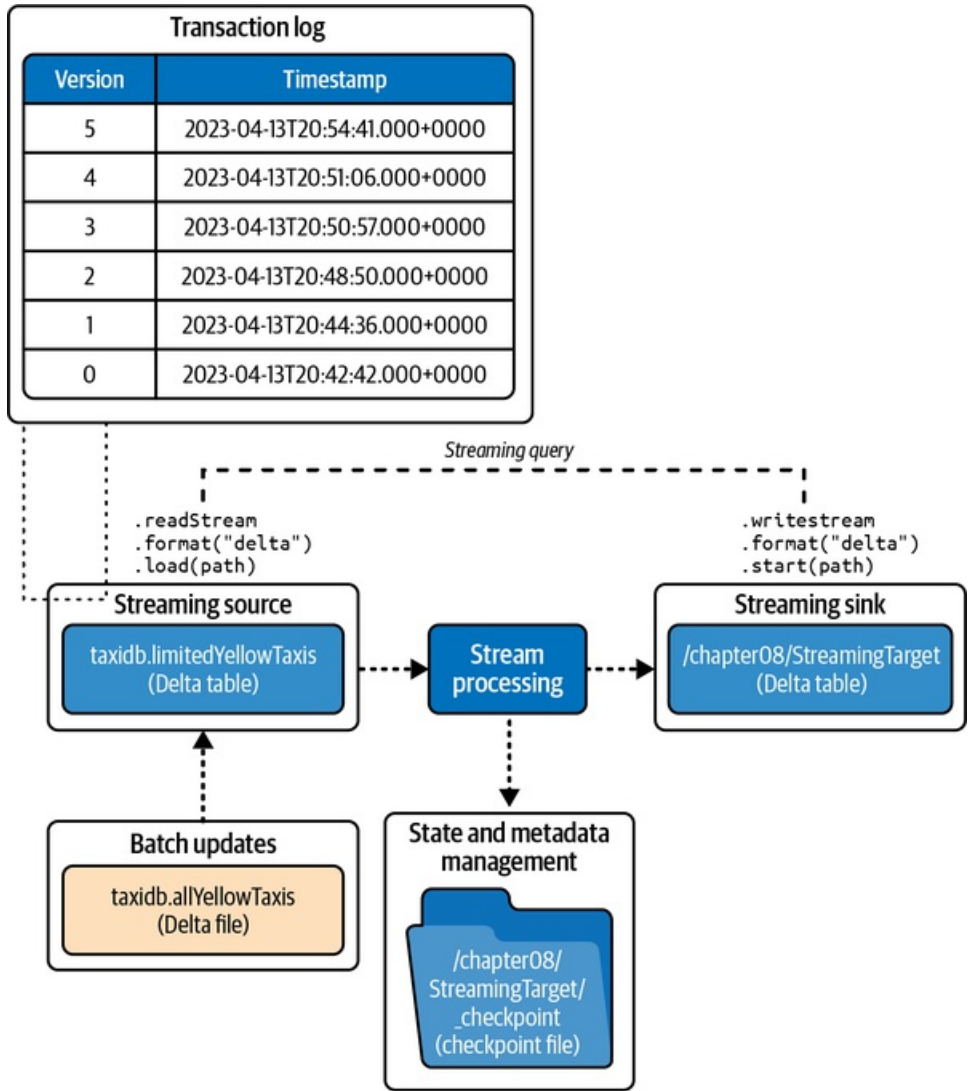 Transaction log
Version Timestamp
5 2023-04-13T20:54:41.000+0000
4 2023-04-13T20:51:06.000+0000
3 2023-04-13T20:50:57.000+0000
2 2023-04-13T20:48:50.000+0000
1 2023-04-13T20:44:36.000+0000
0 2023-04-13T20:42:42.000+0000
Streaming query
.readStream
.format("delta")
.load(path)
.writestream
.format("delta")
.start(path)
Streaming source
taxidb.limitedYellowTaxis
(Delta table)
Stream
processing
Streaming sink
/chapter08/StreamingTarget
(Delta table)
Batch updates
taxidb.allYellowTaxis
(Delta file)
State and metadata
management
/chapter08/
StreamingTarget/
_checkpoint
(checkpoint file)